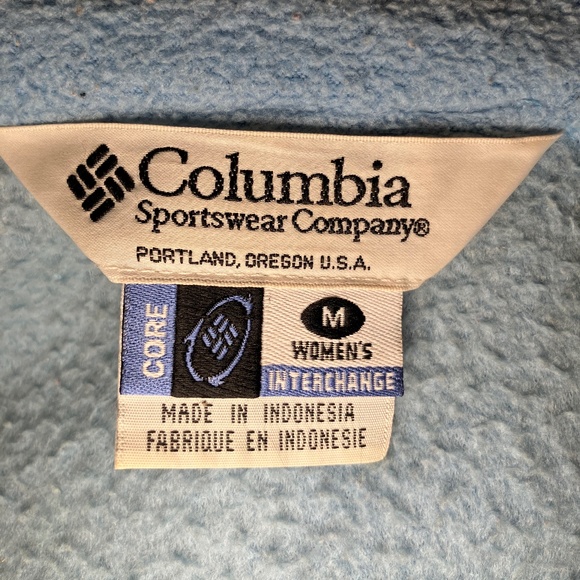 Columbia
Sportswear Company®
PORTLAND, OREGON U.S.A.
CORE
M
WOMEN'S
INTERCHANGE
MADE IN INDONESIA
FABRIQUE EN INDONESIE